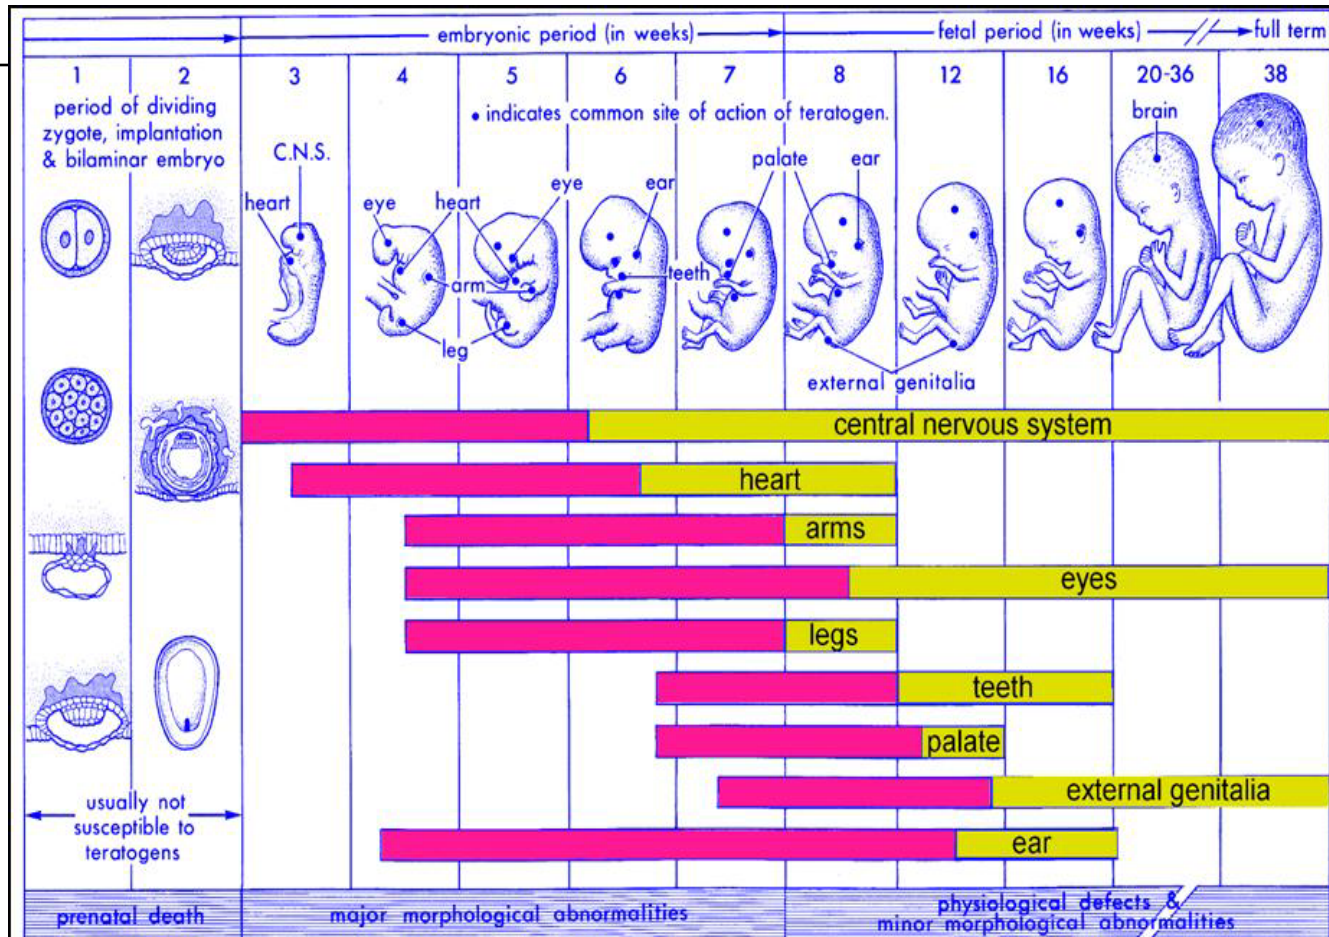 embryonic period (in weeks)
fetal period (in weeks)
full term
1
2
3
4
5
6
7
8
12
16
20-36
38
period of dividing
zygote, implantation
& bilaminar embryo
• indicates common site of action of teratogen.
brain
C.N.S.
palate
ear
heart
eye
heart
eye
ear
arm
teeth
leg
external genitalia
central nervous system
heart
arms
eyes
legs
teeth
palate
external genitalia
ear
usually not
susceptible to
teratogens
prenatal death
major morphological abnormalities
physiological defects &
minor morphological abnormalities